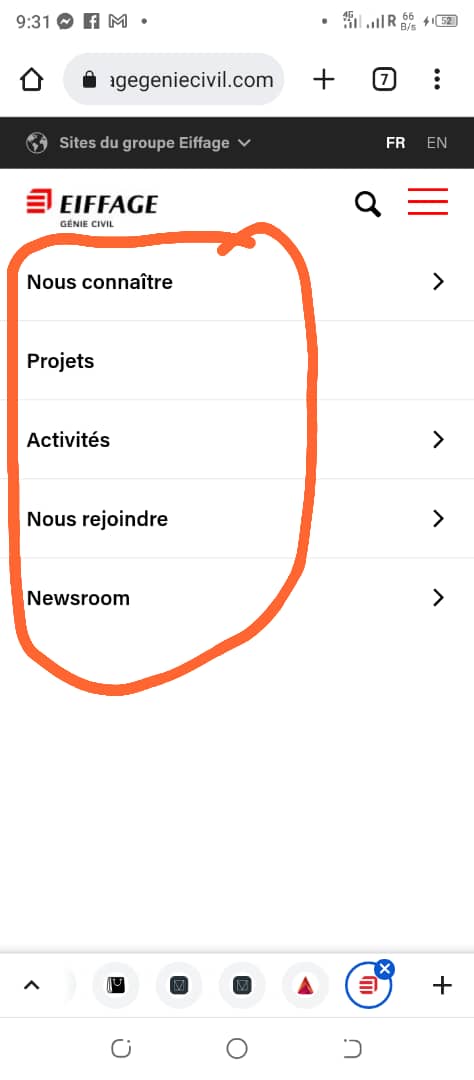 9:31
4G R 66 B/s 52
agegeniecivil.com
7
Sites du groupe Eiffage
FR EN
EIFFAGE
GÉNIE CIVIL
Nous connaître
Projets
Activités
Nous rejoindre
Newsroom